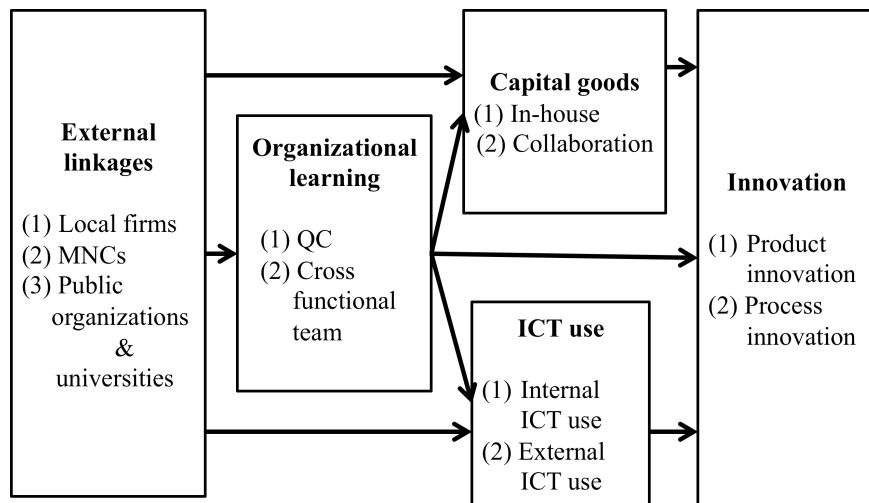 External
linkages
(1) Local firms
(2) MNCs
(3) Public
organizations
&
universities
Organizational
learning
(1) QC
(2) Cross
functional
team
Capital goods
(1) In-house
(2) Collaboration
ICT use
(1) Internal
ICT use
(2) External
ICT use
Innovation
(1) Product
innovation
(2) Process
innovation